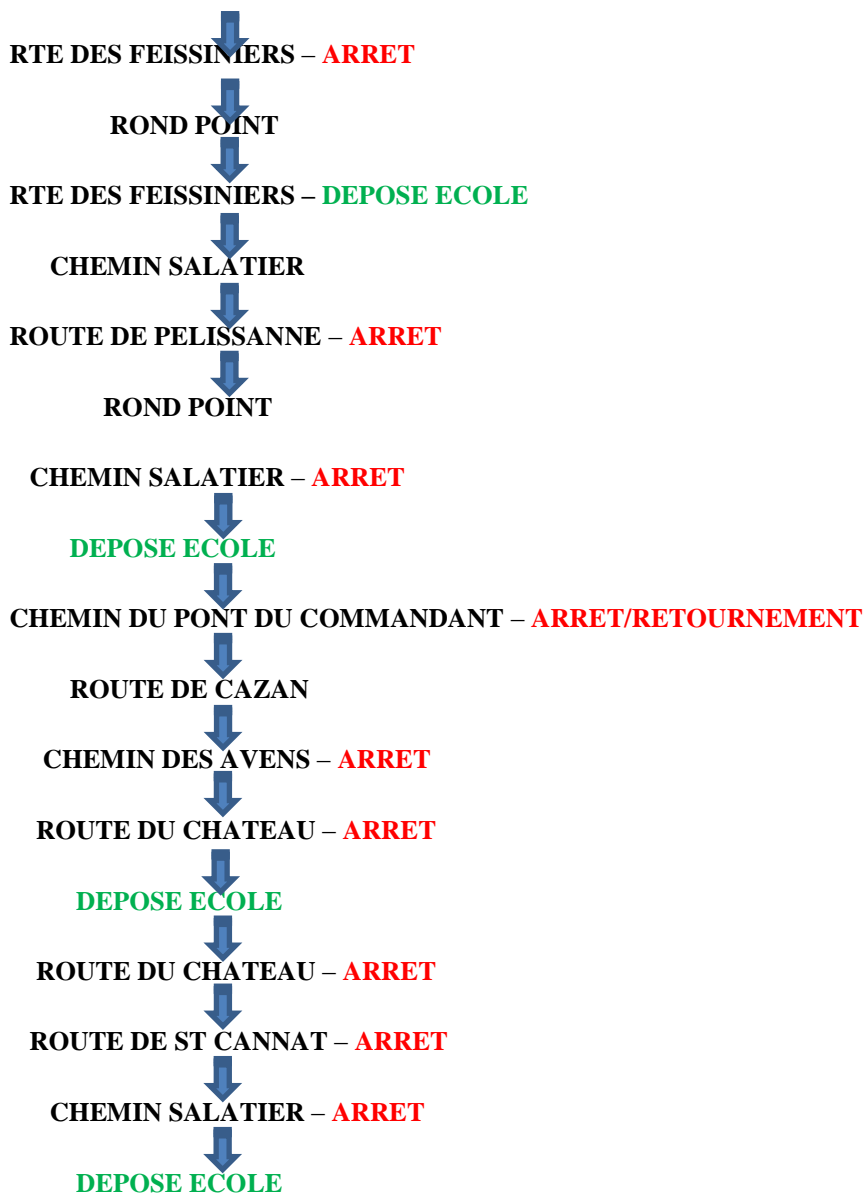 RTE DES FEISSINIERS – ARRET
ROND POINT
RTE DES FEISSINIERS – DEPOSE ECOLE
CHEMIN SALATIER
ROUTE DE PELISSANNE – ARRET
ROND POINT
CHEMIN SALATIER – ARRET
DEPOSE ECOLE
CHEMIN DU PONT DU COMMANDANT – ARRET/RETOURNEMENT
ROUTE DE CAZAN
CHEMIN DES AVENS – ARRET
ROUTE DU CHATEAU – ARRET
DEPOSE ECOLE
ROUTE DU CHATEAU – ARRET
ROUTE DE ST CANNAT – ARRET
CHEMIN SALATIER – ARRET
DEPOSE ECOLE